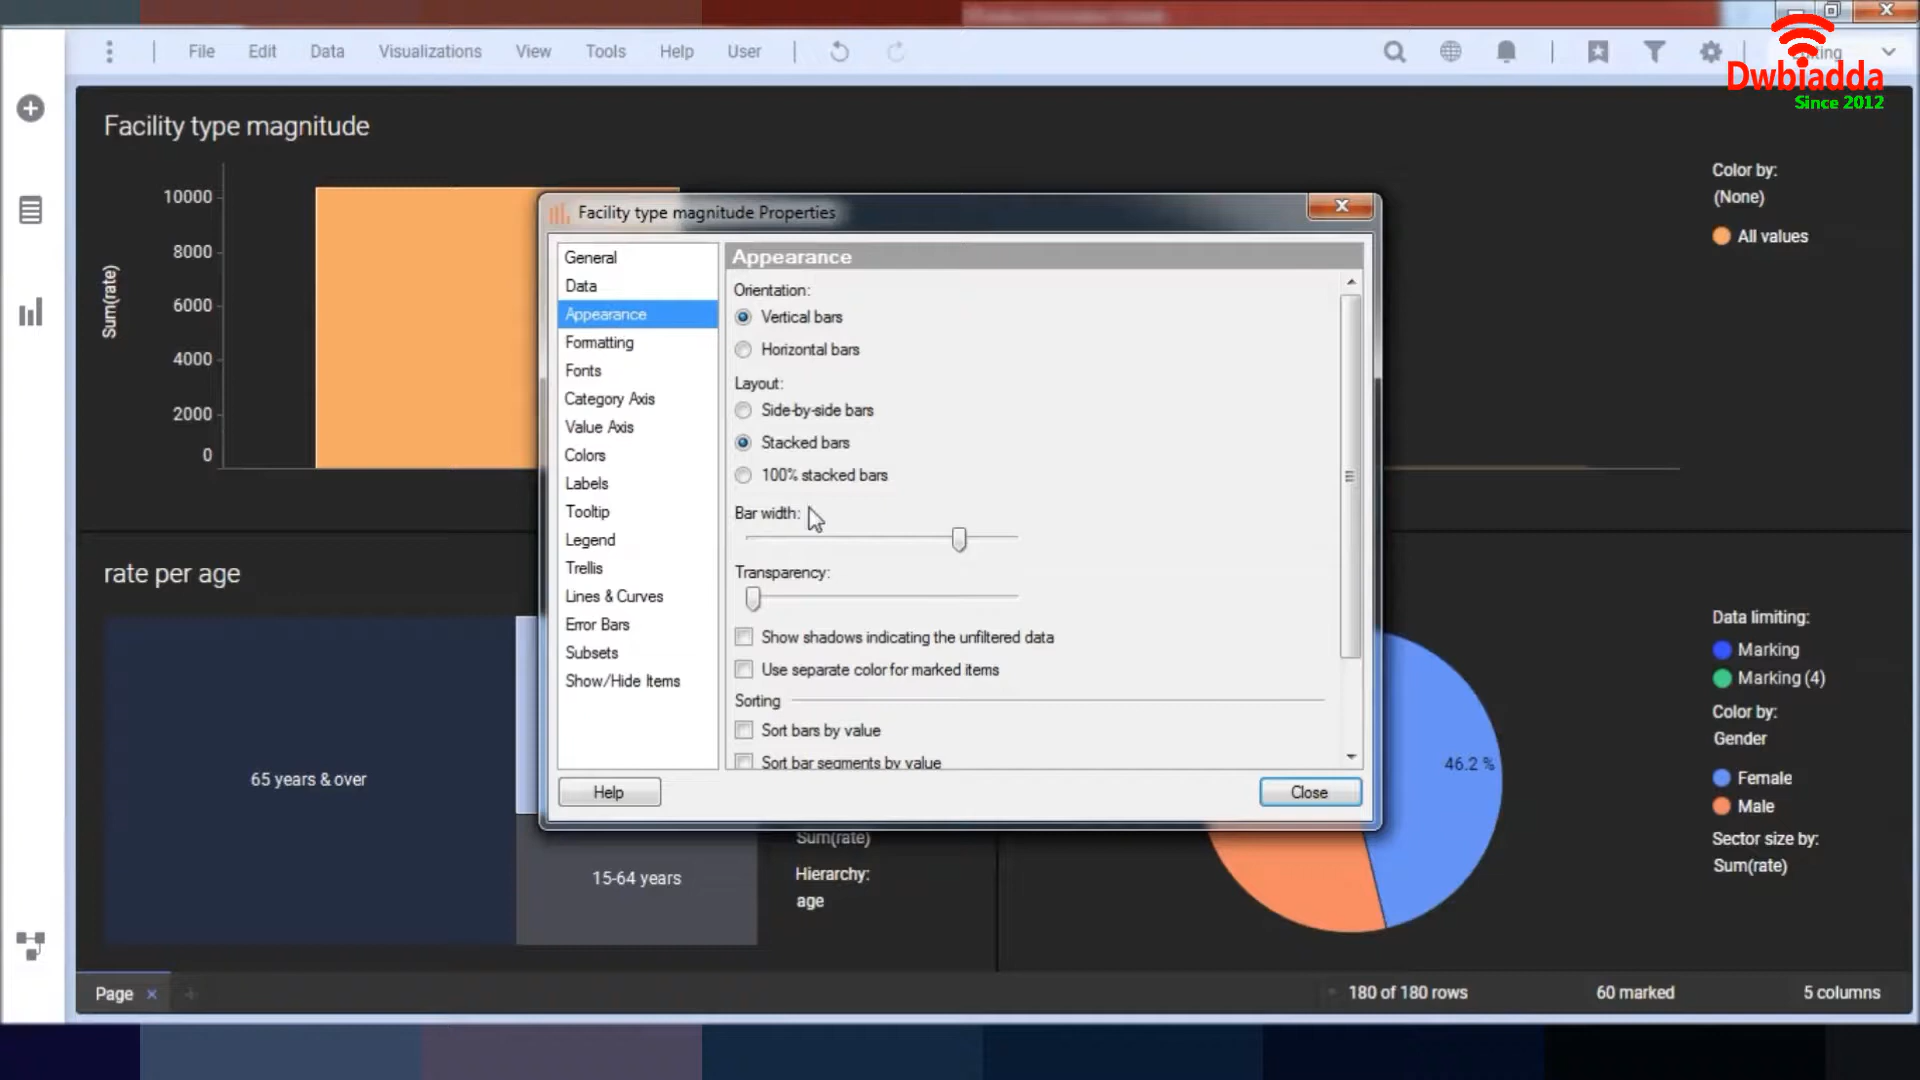 File Edit Data Visualizations View Tools Help User
Dwbiadda
Since 2012
Facility type magnitude
10000
8000
6000
4000
2000
0
Sum(rate)
Color by:
(None)
All values
Facility type magnitude Properties
General
Data
Appearance
Formatting
Fonts
Category Axis
Value Axis
Colors
Labels
Tooltip
Legend
Trellis
Lines & Curves
Error Bars
Subsets
Show/Hide Items
Appearance
Orientation:
Vertical bars
Horizontal bars
Layout:
Side-by-side bars
Stacked bars
100% stacked bars
Bar width:
Transparency:
Show shadows indicating the unfiltered data
Use separate color for marked items
Sorting
Sort bars by value
Sort bar segments by value
Help
Close
rate per age
65 years & over
15-64 years
Sum(rate)
Hierarchy:
age
46.2 %
Data limiting:
Marking
Marking (4)
Color by:
Gender
Female
Male
Sector size by:
Sum(rate)
Page
180 of 180 rows
60 marked
5 columns